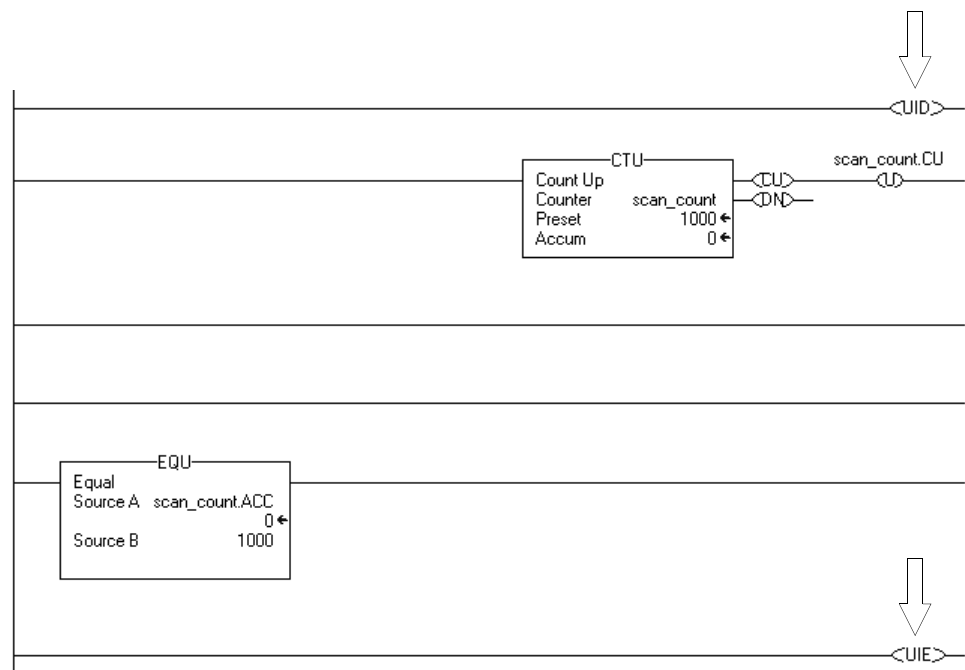 UID
CTU
scan_count.CU
Count Up
CU
U
Counter scan_count
DN
Preset 1000
Accum 0
EQU
Equal
Source A scan_count.ACC
0
Source B 1000
UIE